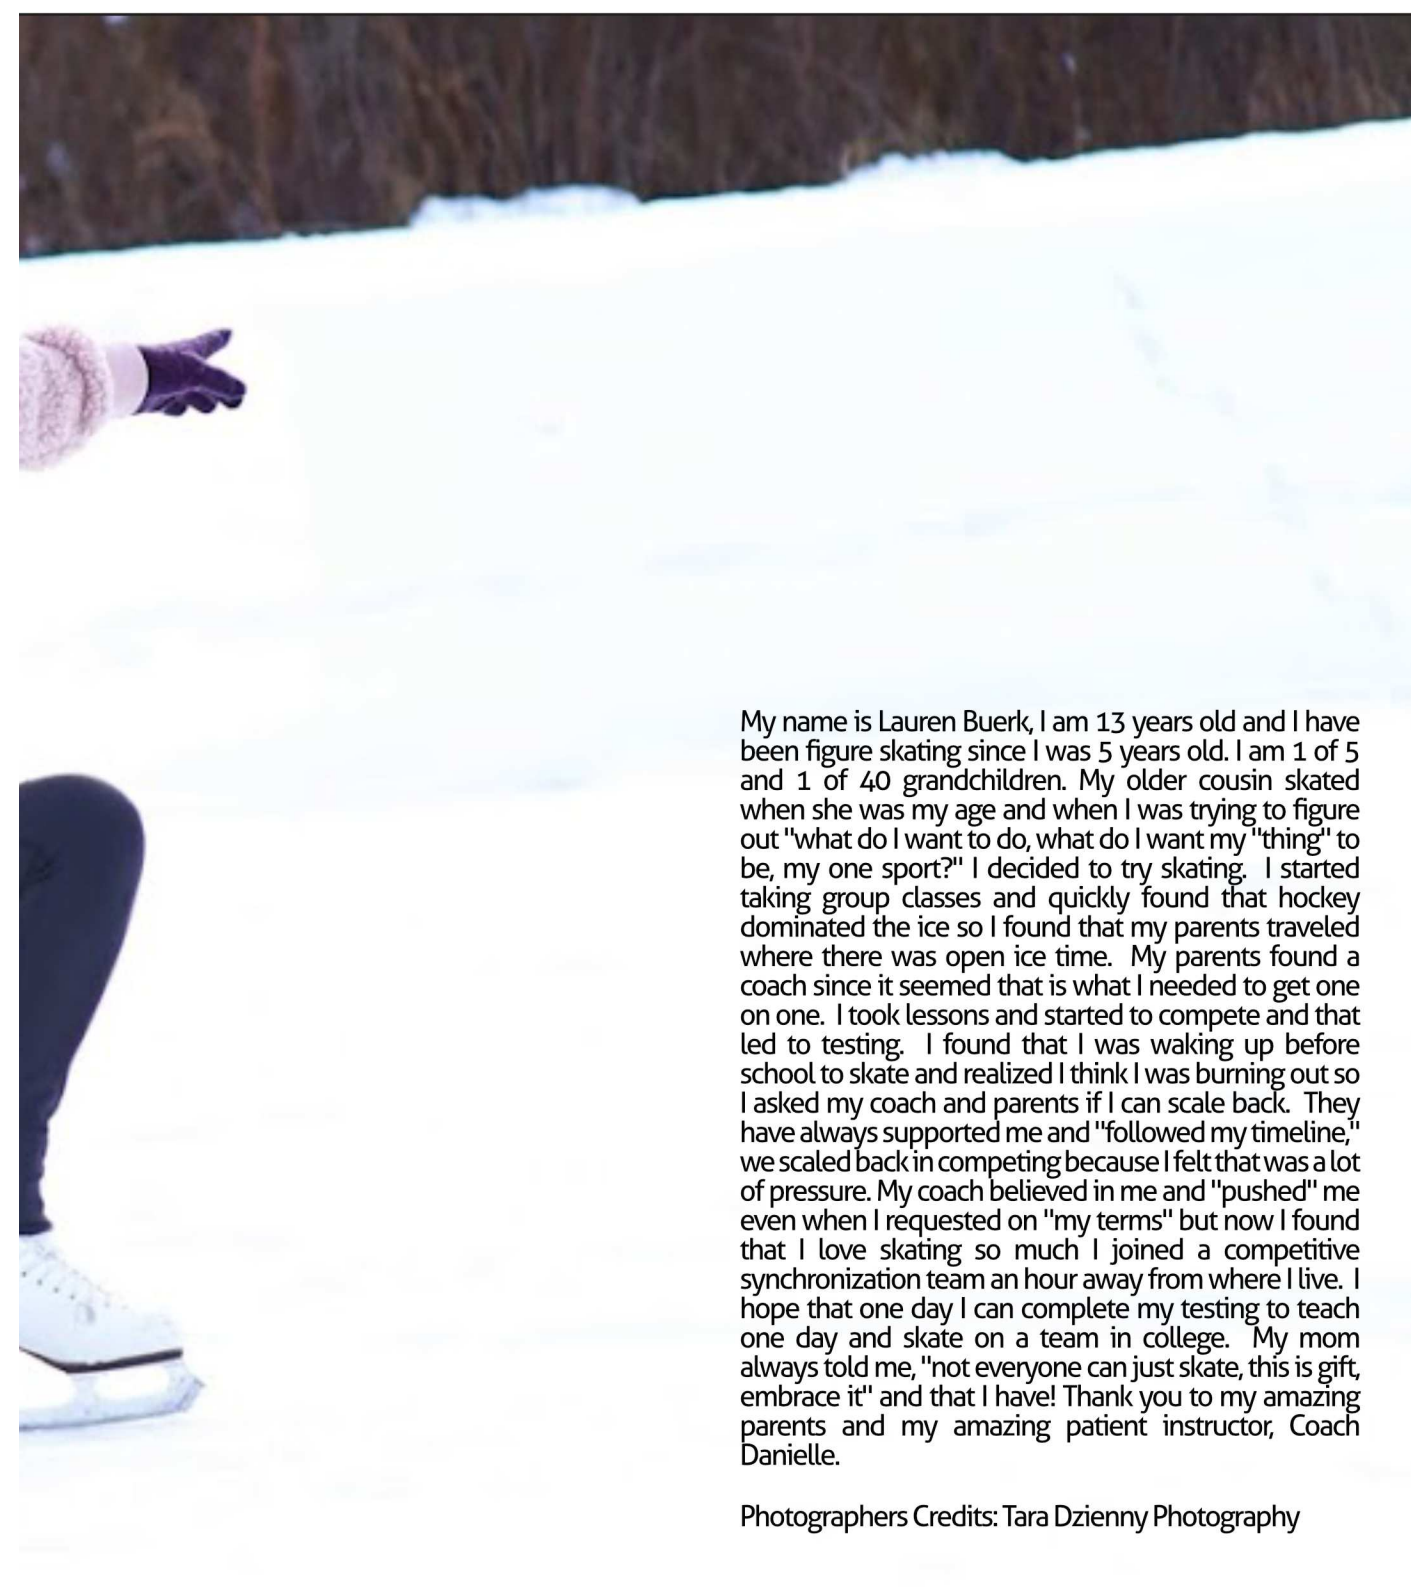 My name is Lauren Buerk, I am 13 years old and I have
been figure skating since I was 5 years old. I am 1 of 5
and 1 of 40 grandchildren. My older cousin skated
when she was my age and when I was trying to figure
out "what do I want to do, what do I want my "thing" to
be, my one sport?" I decided to try skating.  I started
taking group classes and quickly found that hockey
dominated the ice so I found that my parents traveled
where there was open ice time.  My parents found a
coach since it seemed that is what I needed to get one
on one.  I took lessons and started to compete and that
led to testing.  I found that I was waking up before
school to skate and realized I think I was burning out so
I asked my coach and parents if I can scale back.  They
have always supported me and "followed my timeline,"
we scaled back in competing because I felt that was a lot
of pressure. My coach believed in me and "pushed" me
even when I requested on "my terms" but now I found
that I love skating so much I joined a competitive
synchronization team an hour away from where I live.  I
hope that one day I can complete my testing to teach
one day and skate on a team in college.  My mom
always told me, "not everyone can just skate, this is gift,
embrace it" and that I have! Thank you to my amazing
parents and my amazing patient instructor, Coach
Danielle.
Photographers Credits: Tara Dzienny Photography